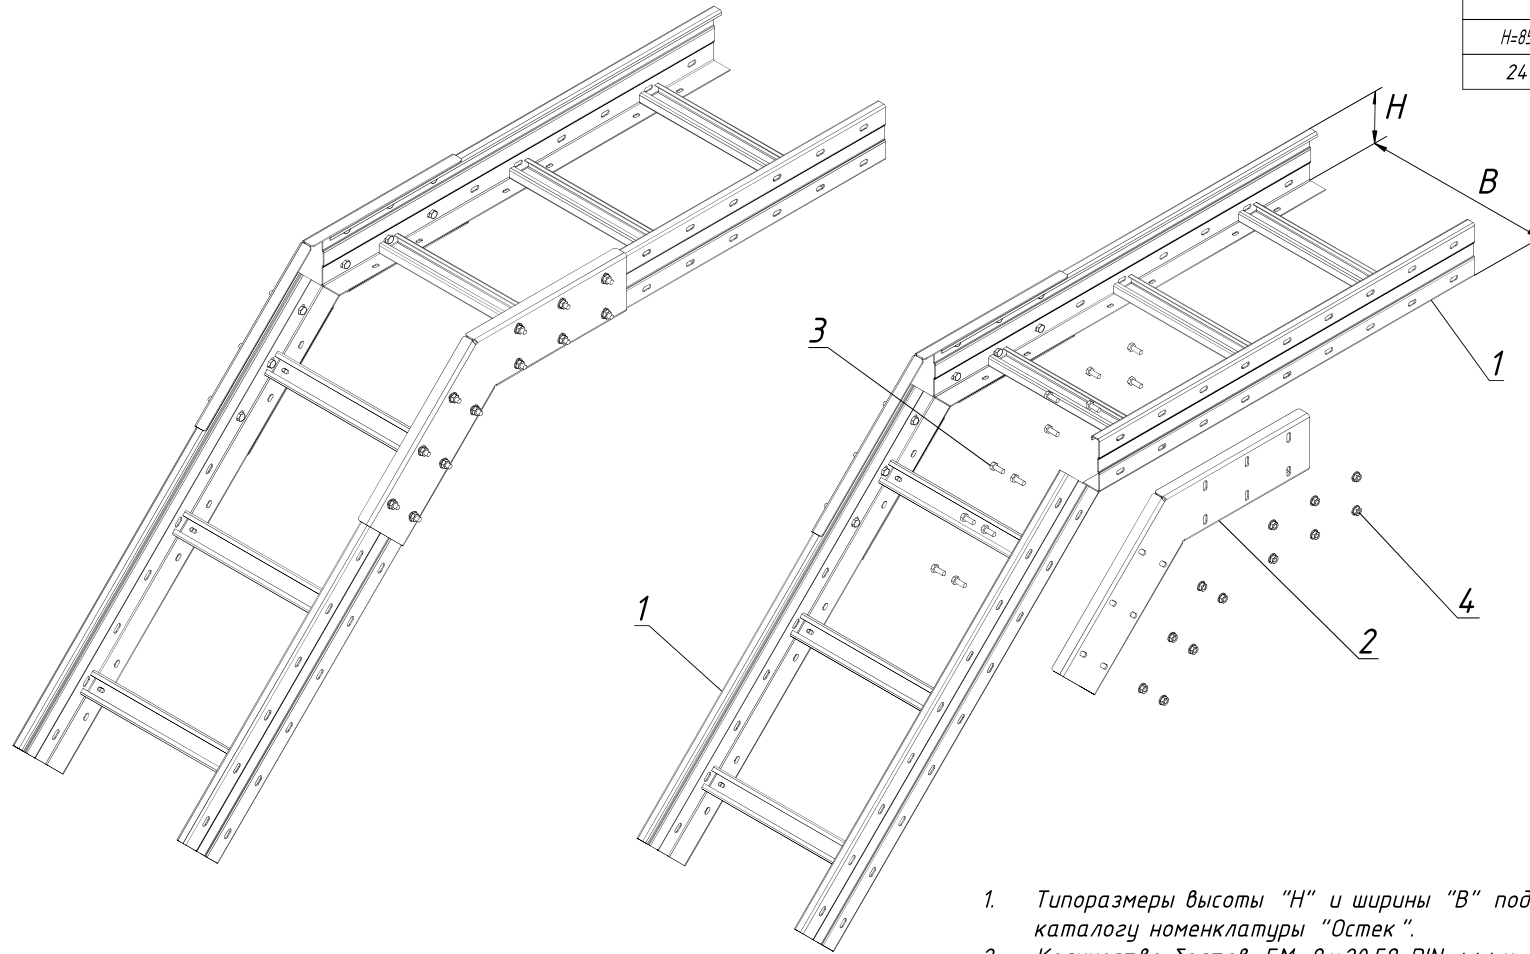 H=85
24
H
B
3
1
1
4
2
1. Типоразмеры высоты "Н" и ширины "В" под
каталогу номенклатуры "Остек".